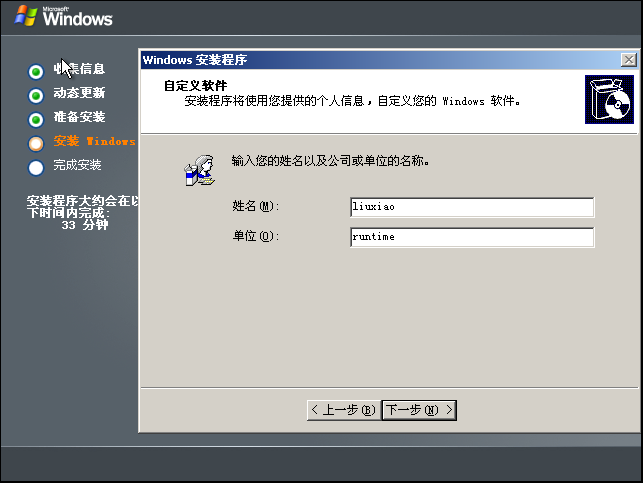 Microsoft
Windows
收集信息
动态更新
准备安装
安装 Windows
完成安装
安装程序大约会在以
下时间内完成:
33 分钟
Windows 安装程序
自定义软件
安装程序将使用您提供的个人信息，自定义您的 Windows 软件。
输入您的姓名以及公司或单位的名称。
姓名(M): liuxiao
单位(O): runtime
< 上一步(B) 下一步(N) >